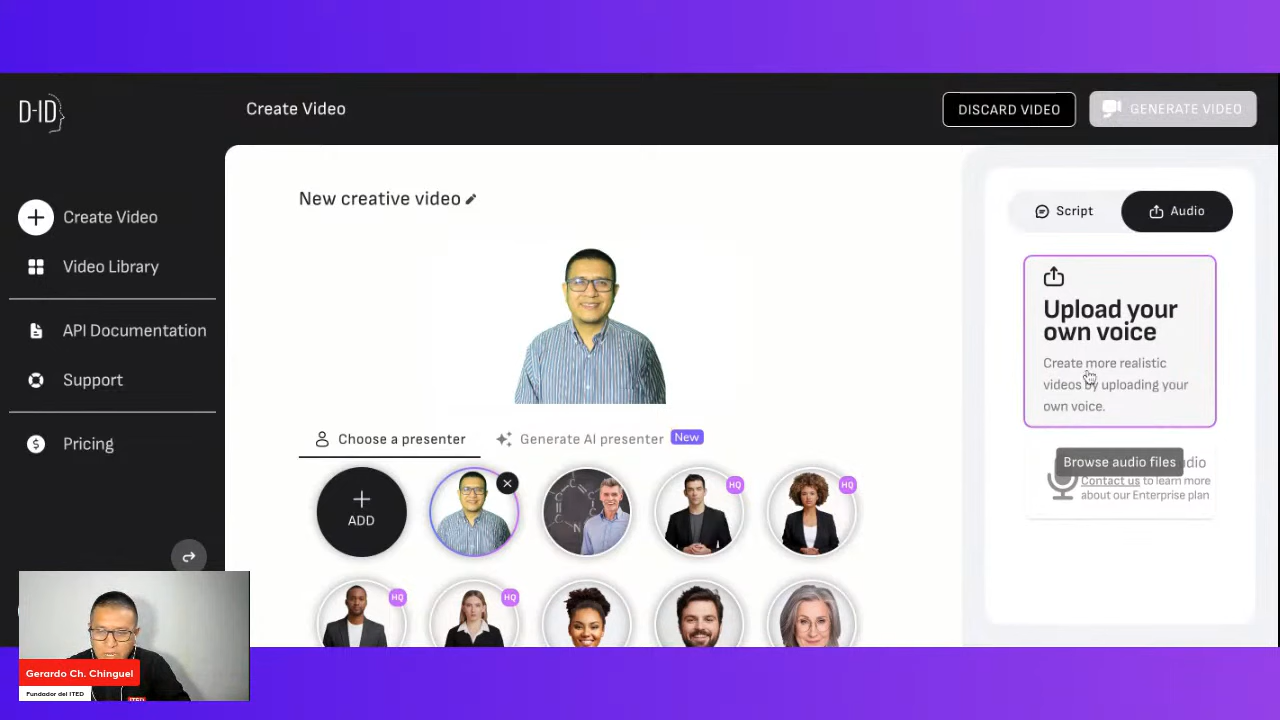 D-ID
Create Video
DISCARD VIDEO
GENERATE VIDEO
Create Video
Video Library
API Documentation
Support
Pricing
New creative video
Choose a presenter
Generate AI presenter
New
ADD
HQ
HQ
HQ
HQ
Script
Audio
Upload your
own voice
Create more realistic
videos by uploading your
own voice.
Browse audio files
Contact us to learn more
about our Enterprise plan
Gerardo Ch. Chinguel
Fundador del ITED
ITED